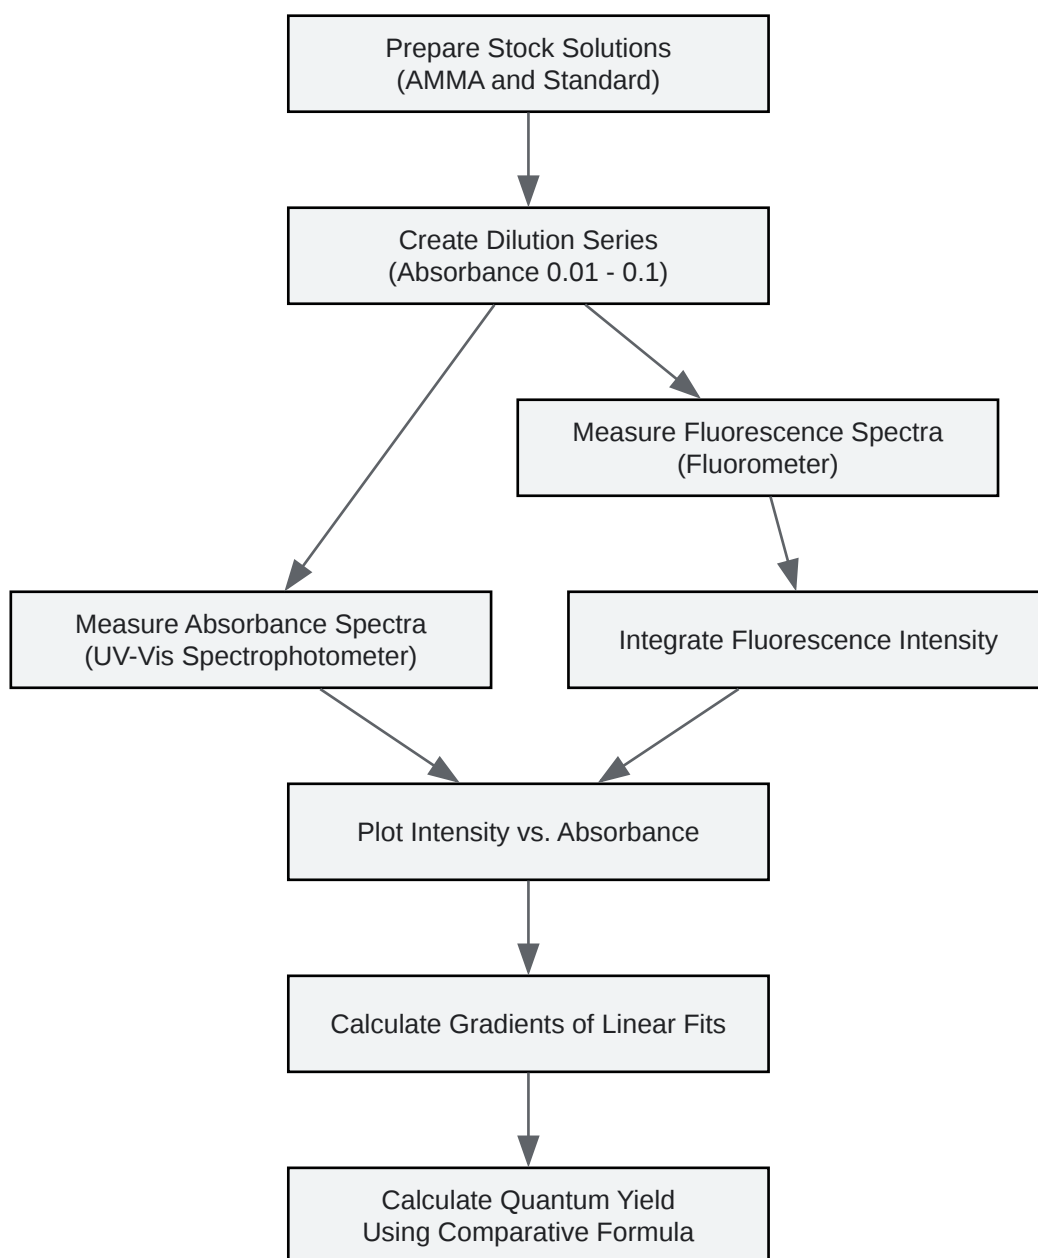 Prepare Stock Solutions
(AMMA and Standard)
Create Dilution Series
(Absorbance 0.01 - 0.1)
Measure Fluorescence Spectra
(Fluorometer)
Measure Absorbance Spectra
(UV-Vis Spectrophotometer)
Integrate Fluorescence Intensity
Plot Intensity vs. Absorbance
Calculate Gradients of Linear Fits
Calculate Quantum Yield
Using Comparative Formula